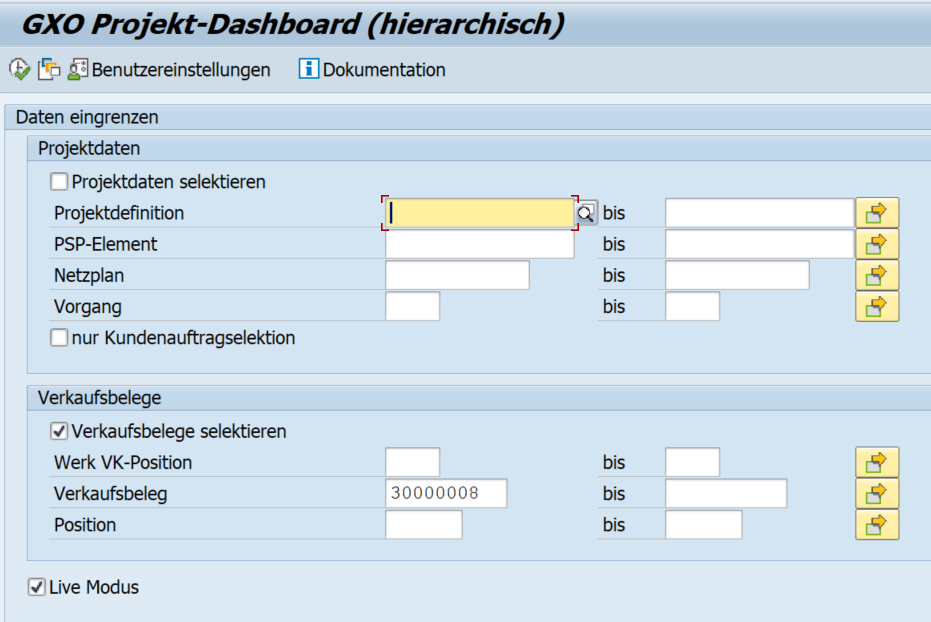 GXO Projekt-Dashboard (hierarchisch)
Benutzereinstellungen Dokumentation
Daten eingrenzen
Projektdaten
Projektdaten selektieren
Projektdefinition bis
PSP-Element bis
Netzplan bis
Vorgang bis
nur Kundenauftragselektion
Verkaufsbelege
Verkaufsbelege selektieren
Werk VK-Position bis
Verkaufsbeleg 30000008 bis
Position bis
Live Modus